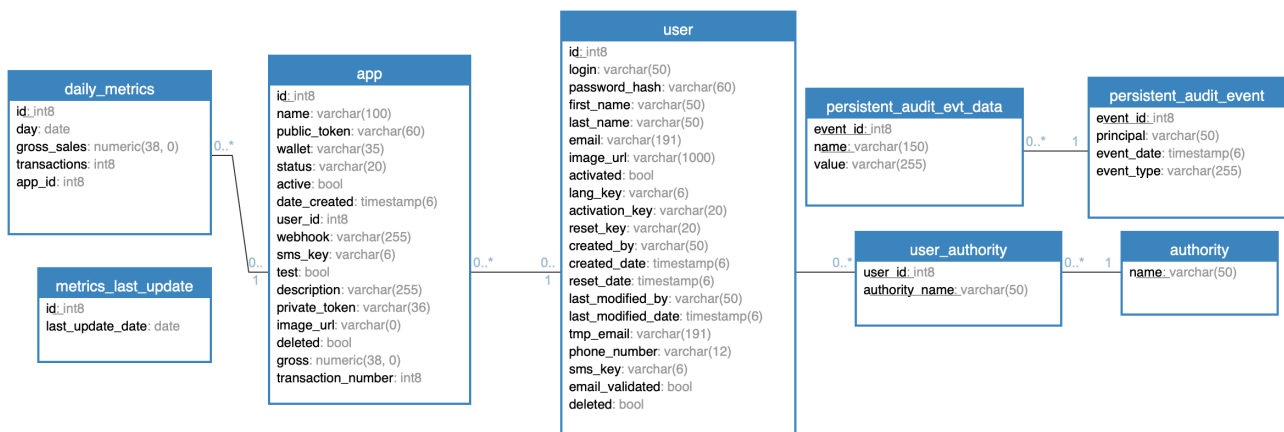 daily_metrics
id: int8
day: date
gross_sales: numeric(38, 0)
transactions: int8
app_id: int8
metrics_last_update
id: int8
last_update_date: date
0..*
0..
1
app
id: int8
name: varchar(100)
public_token: varchar(60)
wallet: varchar(35)
status: varchar(20)
active: bool
date_created: timestamp(6)
user_id: int8
webhook: varchar(255)
sms_key: varchar(6)
test: bool
description: varchar(255)
private_token: varchar(36)
image_url: varchar(0)
deleted: bool
gross: numeric(38, 0)
transaction_number: int8
0..*
0..
1
user
id: int8
login: varchar(50)
password_hash: varchar(60)
first_name: varchar(50)
last_name: varchar(50)
email: varchar(191)
image_url: varchar(1000)
activated: bool
lang_key: varchar(6)
activation_key: varchar(20)
reset_key: varchar(20)
created_by: varchar(50)
created_date: timestamp(6)
reset_date: timestamp(6)
last_modified_by: varchar(50)
last_modified_date: timestamp(6)
tmp_email: varchar(191)
phone_number: varchar(12)
sms_key: varchar(6)
email_validated: bool
deleted: bool
persistent_audit_evt_data
event_id: int8
name: varchar(150)
value: varchar(255)
0..*
1
persistent_audit_event
event_id: int8
principal: varchar(50)
event_date: timestamp(6)
event_type: varchar(255)
0..*
user_authority
user_id: int8
authority_name: varchar(50)
0..*
1
authority
name: varchar(50)